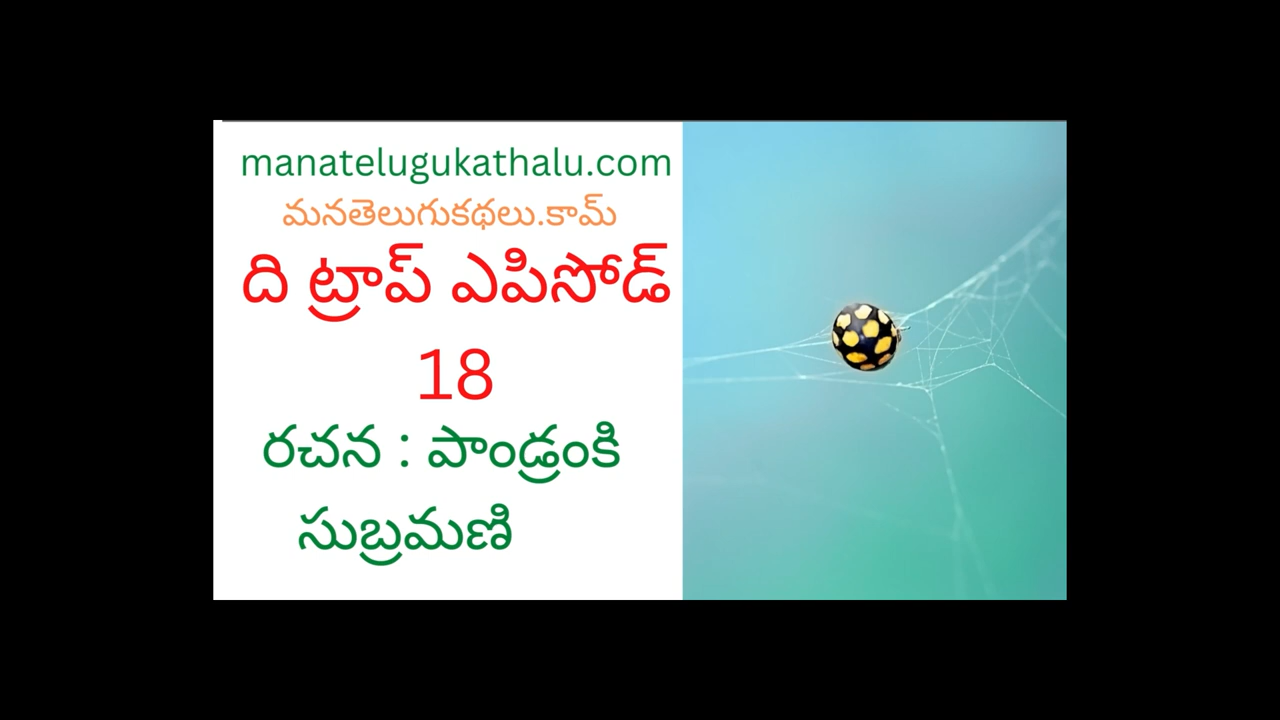 manatelugukathalu.com
మనతెలుగుకథలు.కామ్
ది ట్రాప్ ఎపిసోడ్
18
రచన : పాండ్రంకి
సుబ్రమణి